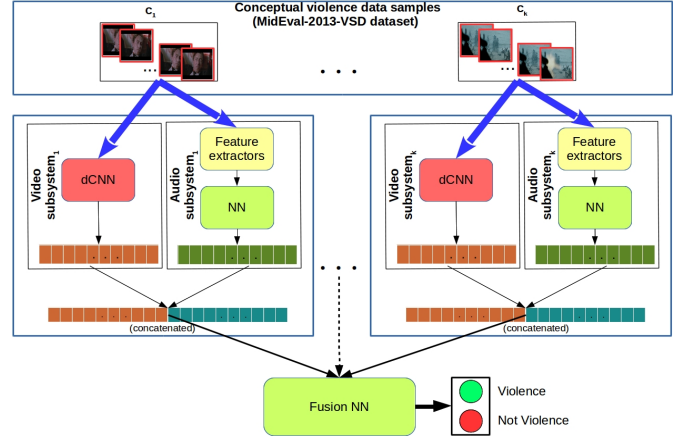 Conceptual violence data samples
(MidEval-2013-VSD dataset)
C1
Ck
...
...
. . .
Video subsystem1
dCNN
. . .
Audio subsystem1
Feature extractors
NN
. . .
. . .
Video subsystemk
dCNN
. . .
Audio subsystemk
Feature extractors
NN
. . .
. . .
. . .
(concatenated)
. . .
. . .
(concatenated)
Fusion NN
Violence
Not Violence